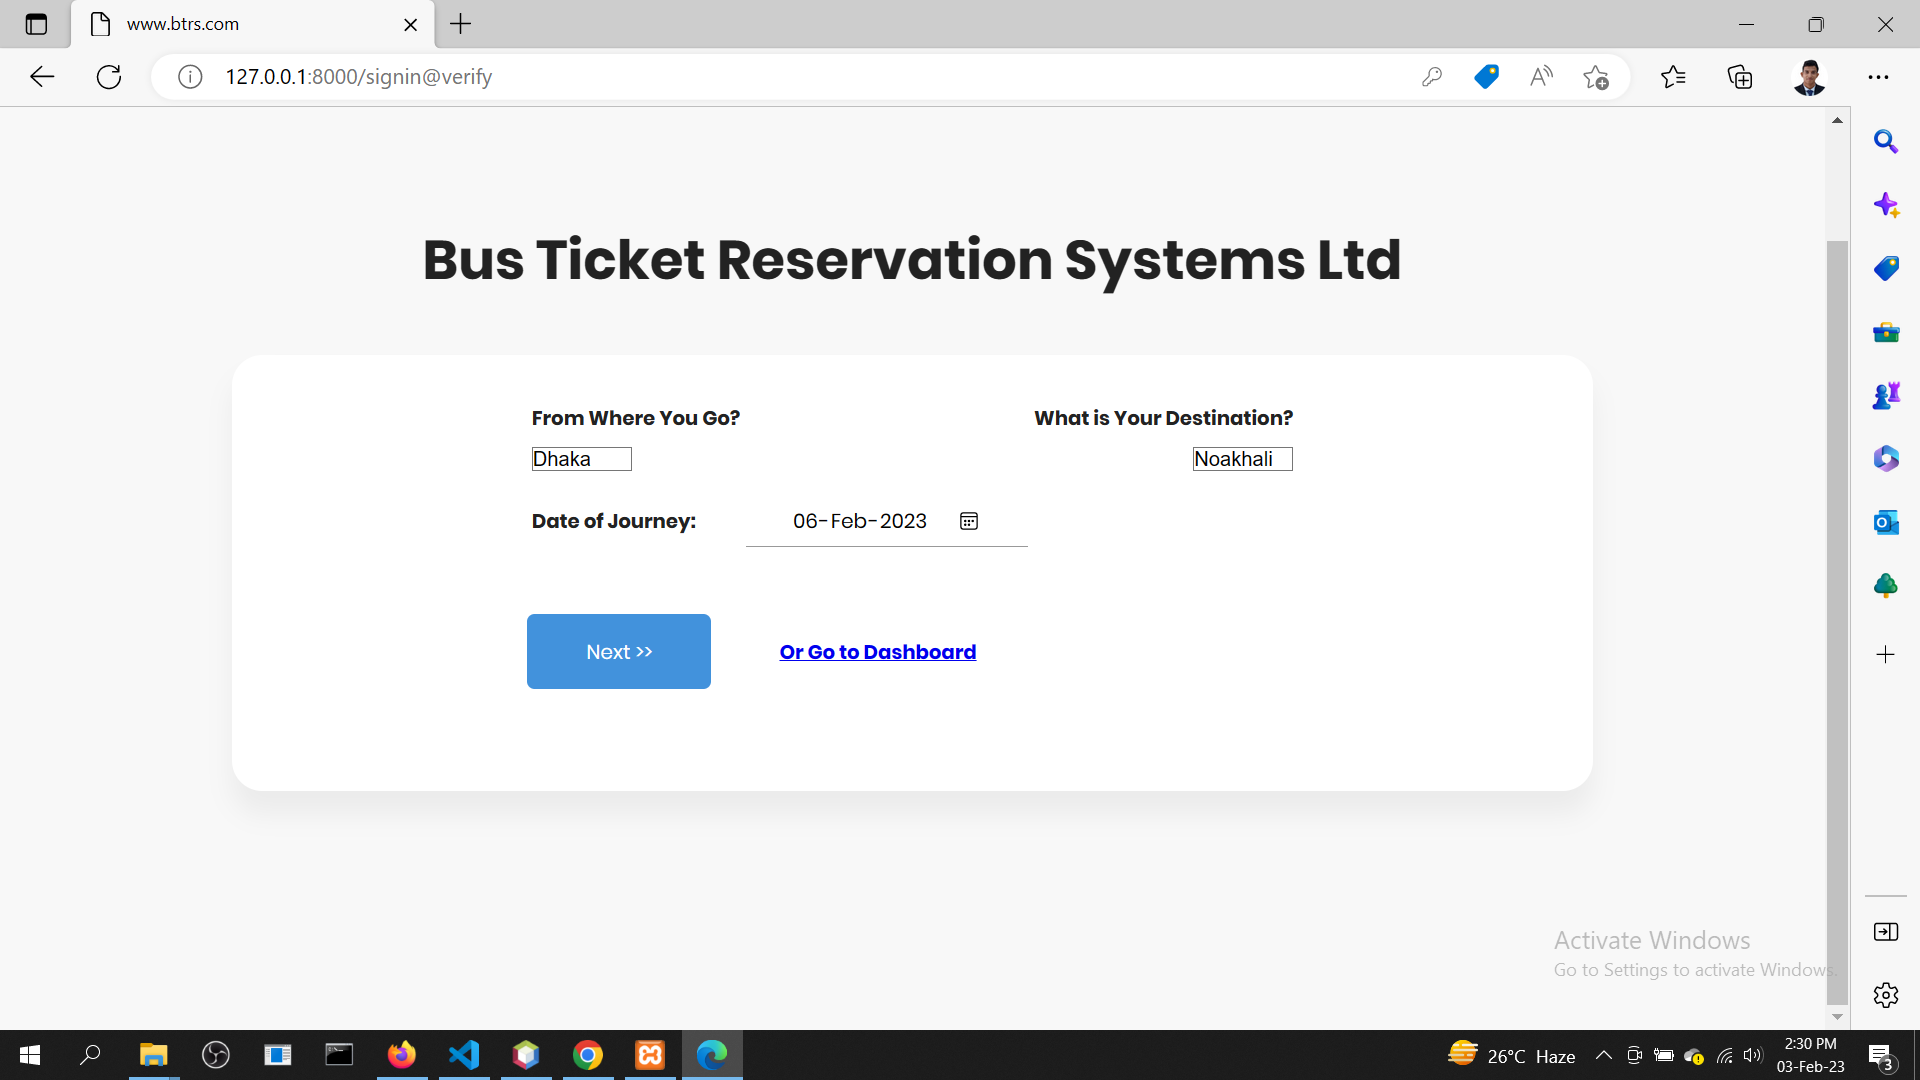 www.btrs.com
127.0.0.1:8000/signin@verify
Bus Ticket Reservation Systems Ltd
From Where You Go?
What is Your Destination?
Dhaka
Noakhali
Date of Journey:
06-Feb-2023
Next >>
Or Go to Dashboard
Activate Windows
Go to Settings to activate Windows.
26°C Haze
2:30 PM
03-Feb-23
3